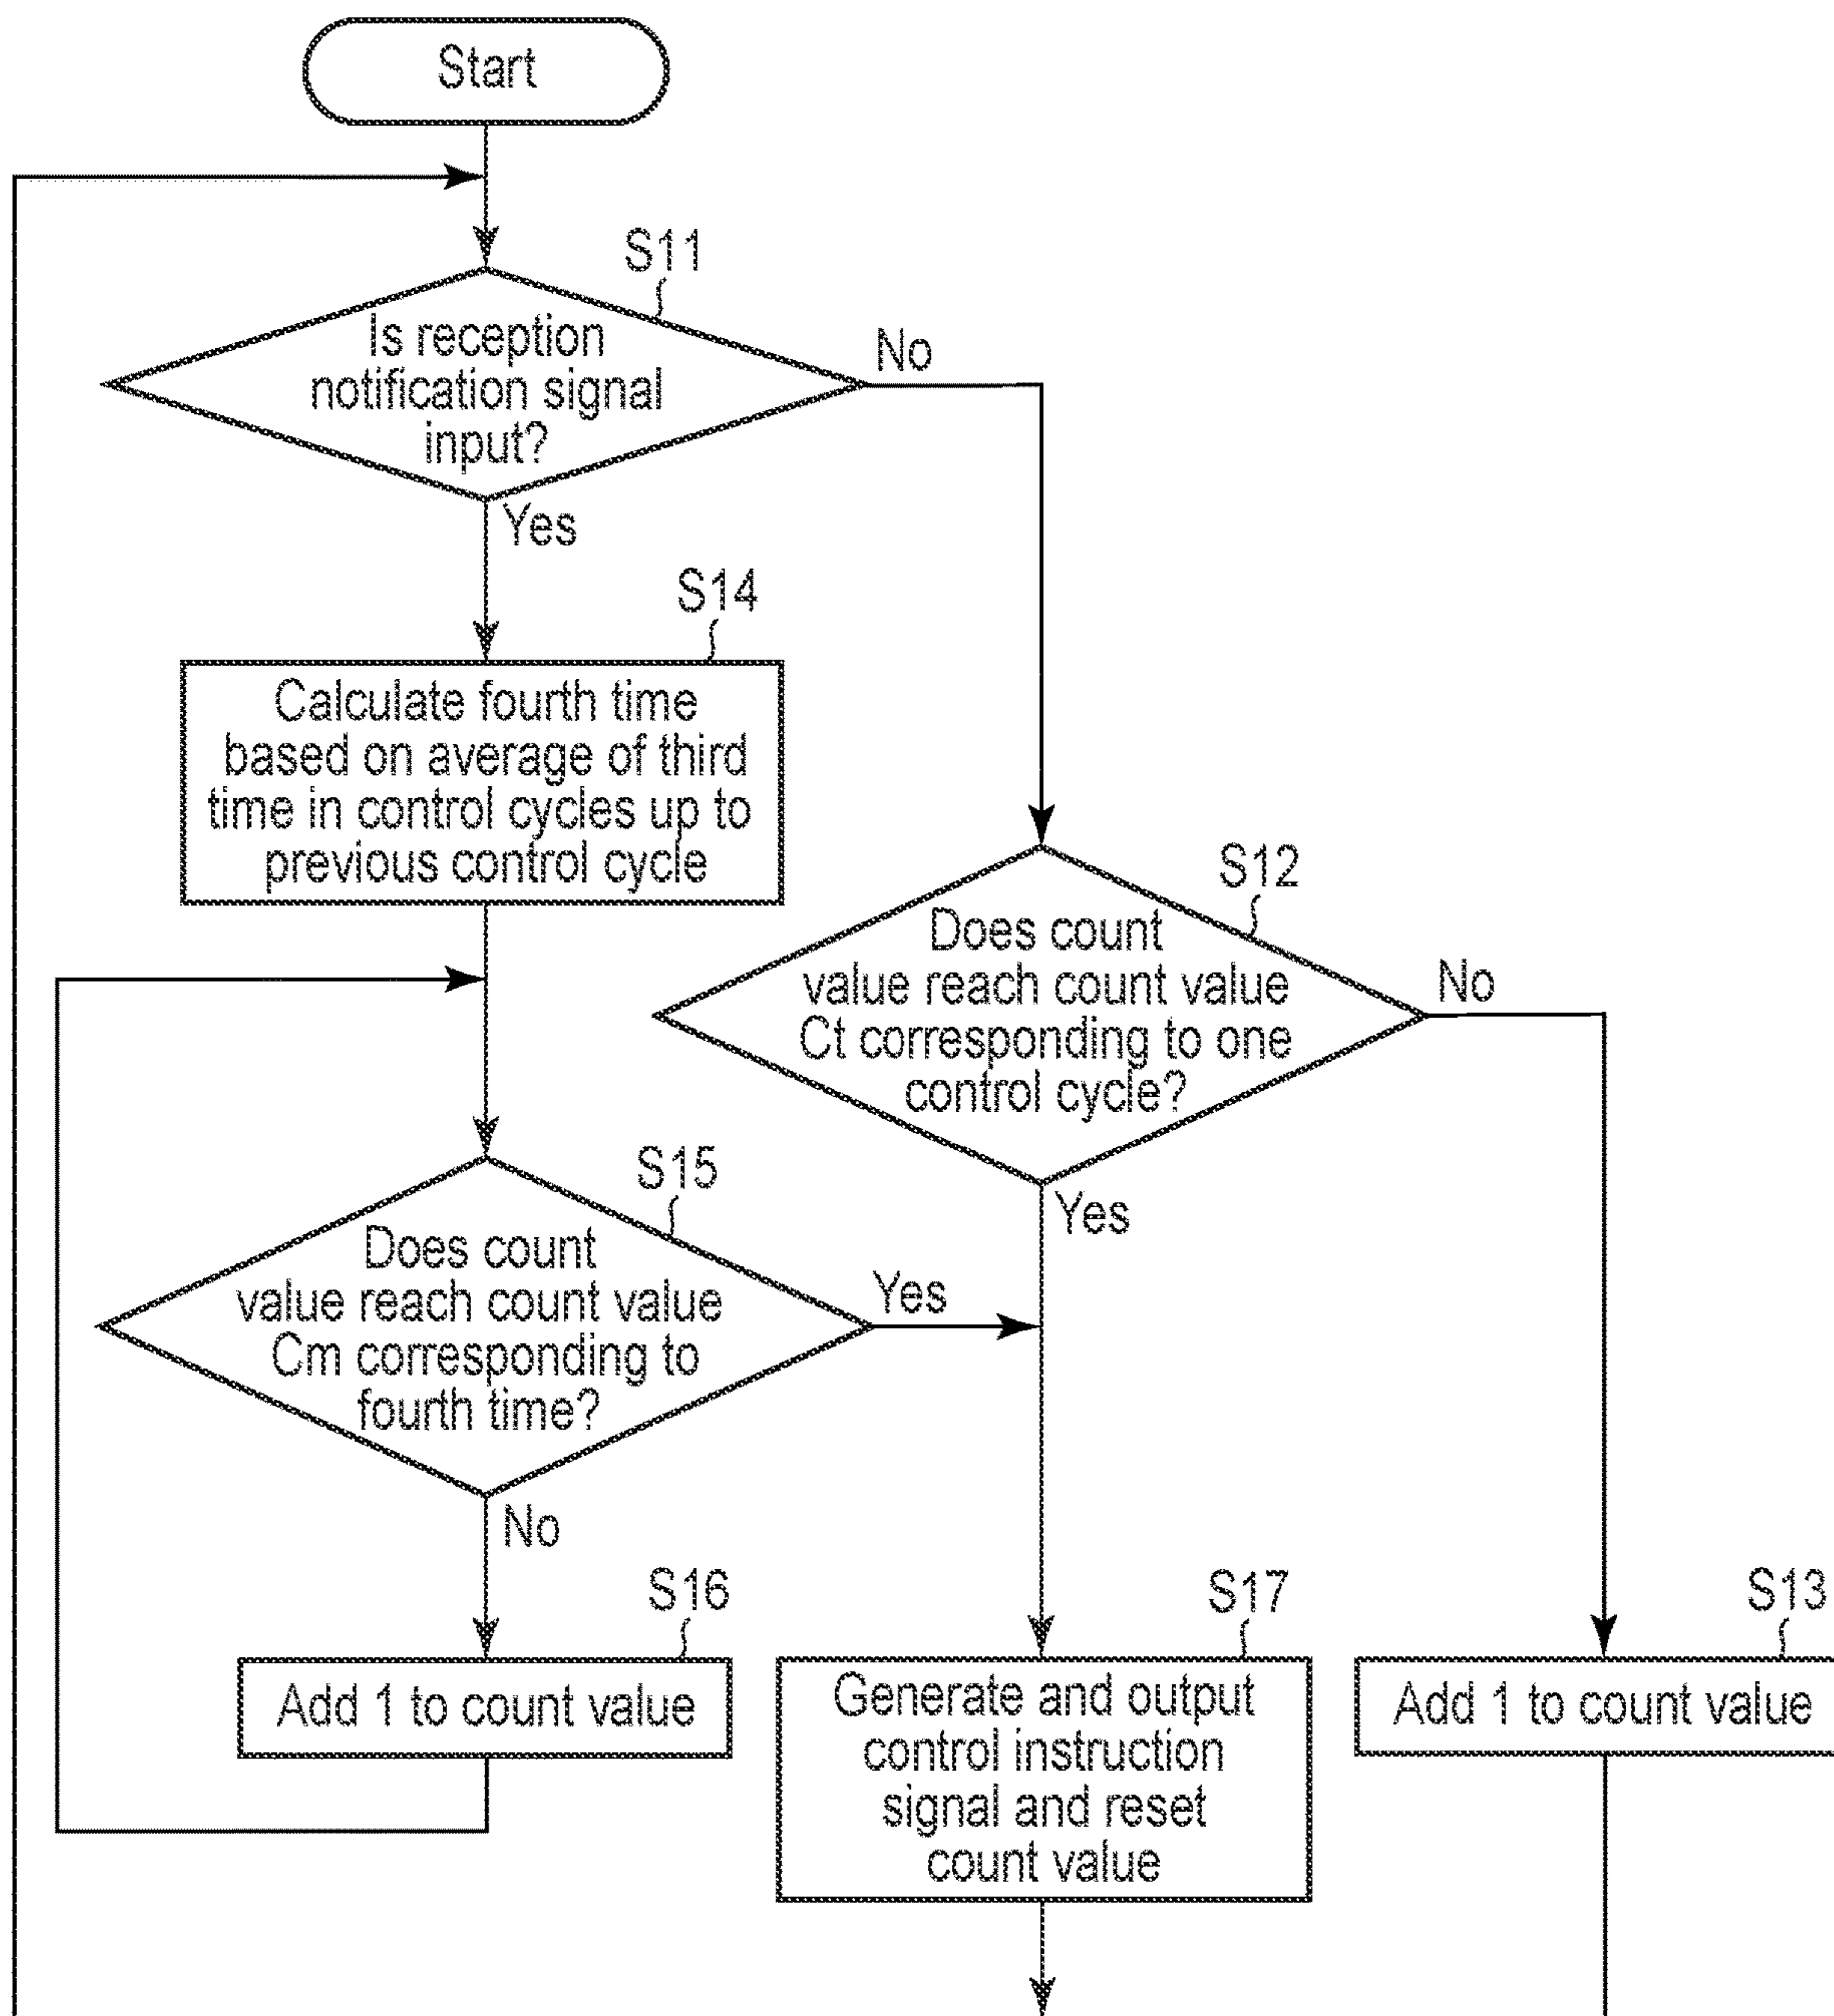 Start
S11
Is reception
notification signal
input?
No
Yes
S14
Calculate fourth time
based on average of third
time in control cycles up to
previous control cycle
S12
Does count
value reach count value
Ct corresponding to one
control cycle?
No
Yes
S15
Does count
value reach count value
Cm corresponding to
fourth time?
Yes
No
S16
Add 1 to count value
S17
Generate and output
control instruction
signal and reset
count value
S13
Add 1 to count value